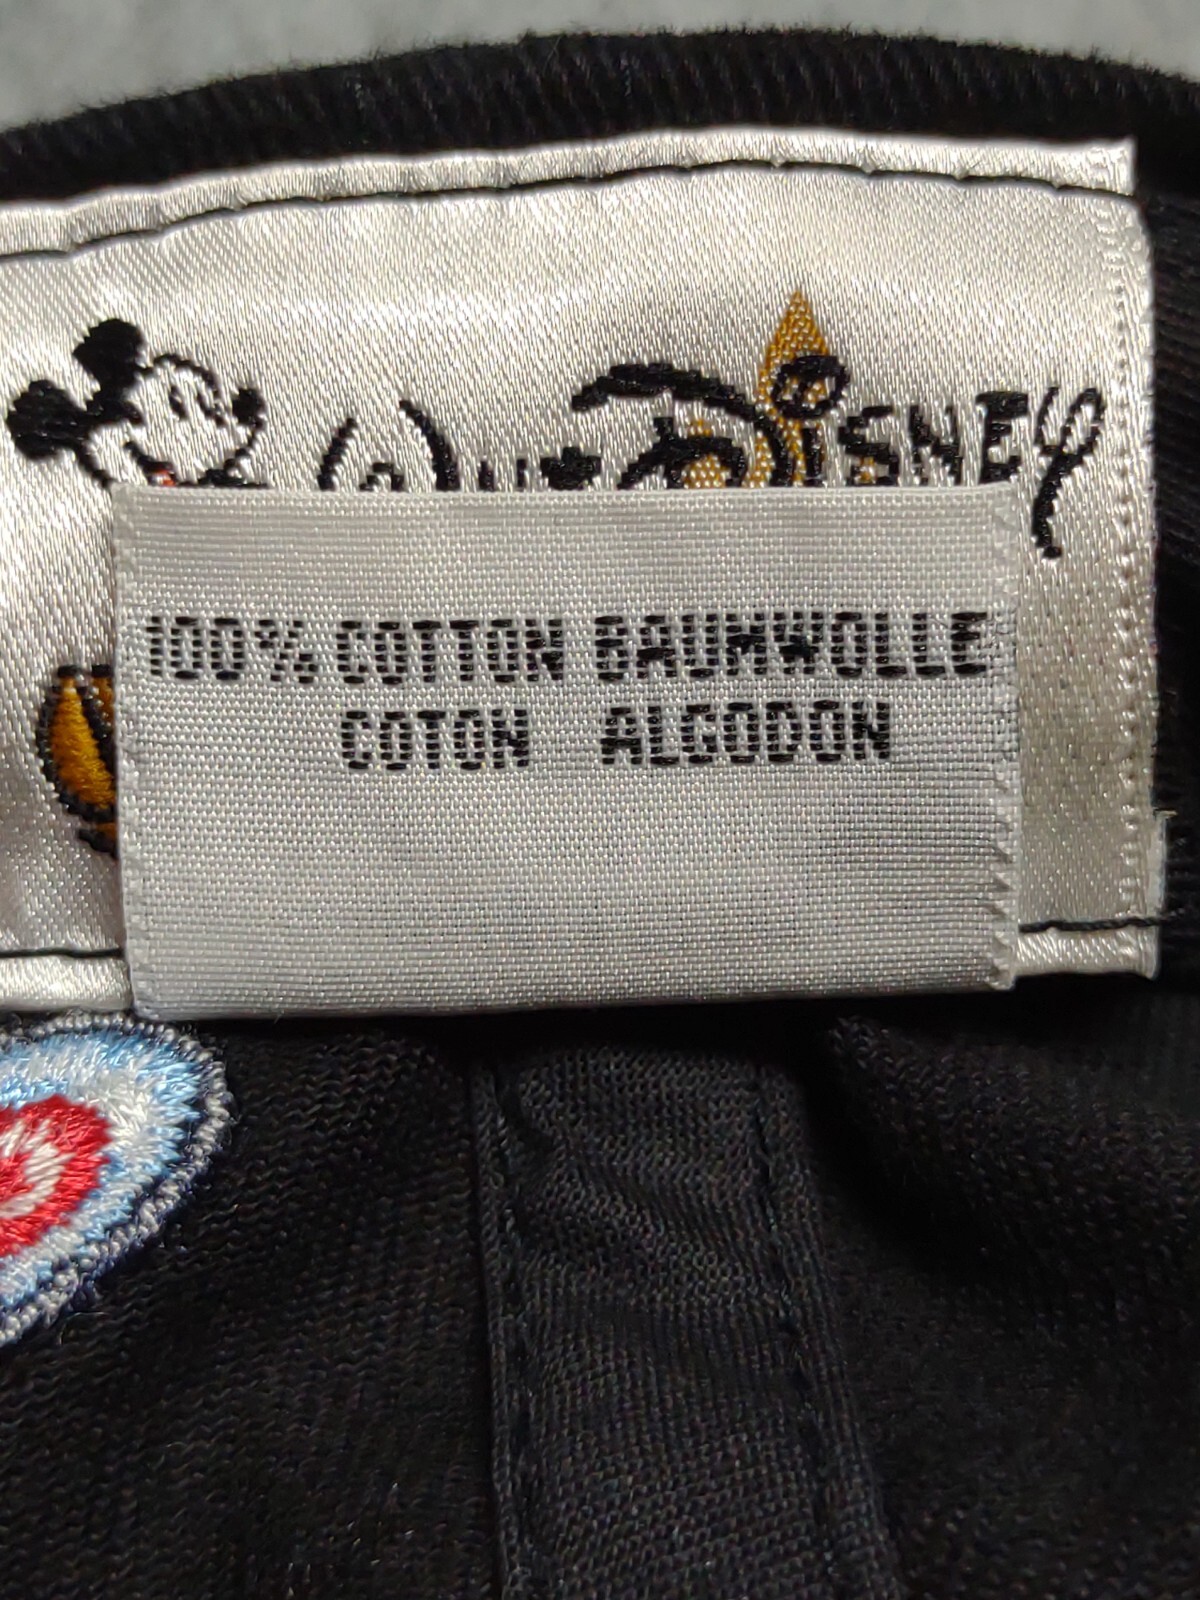 WALT DISNEY
100% COTTON BAUMWOLLE
COTON ALGODON